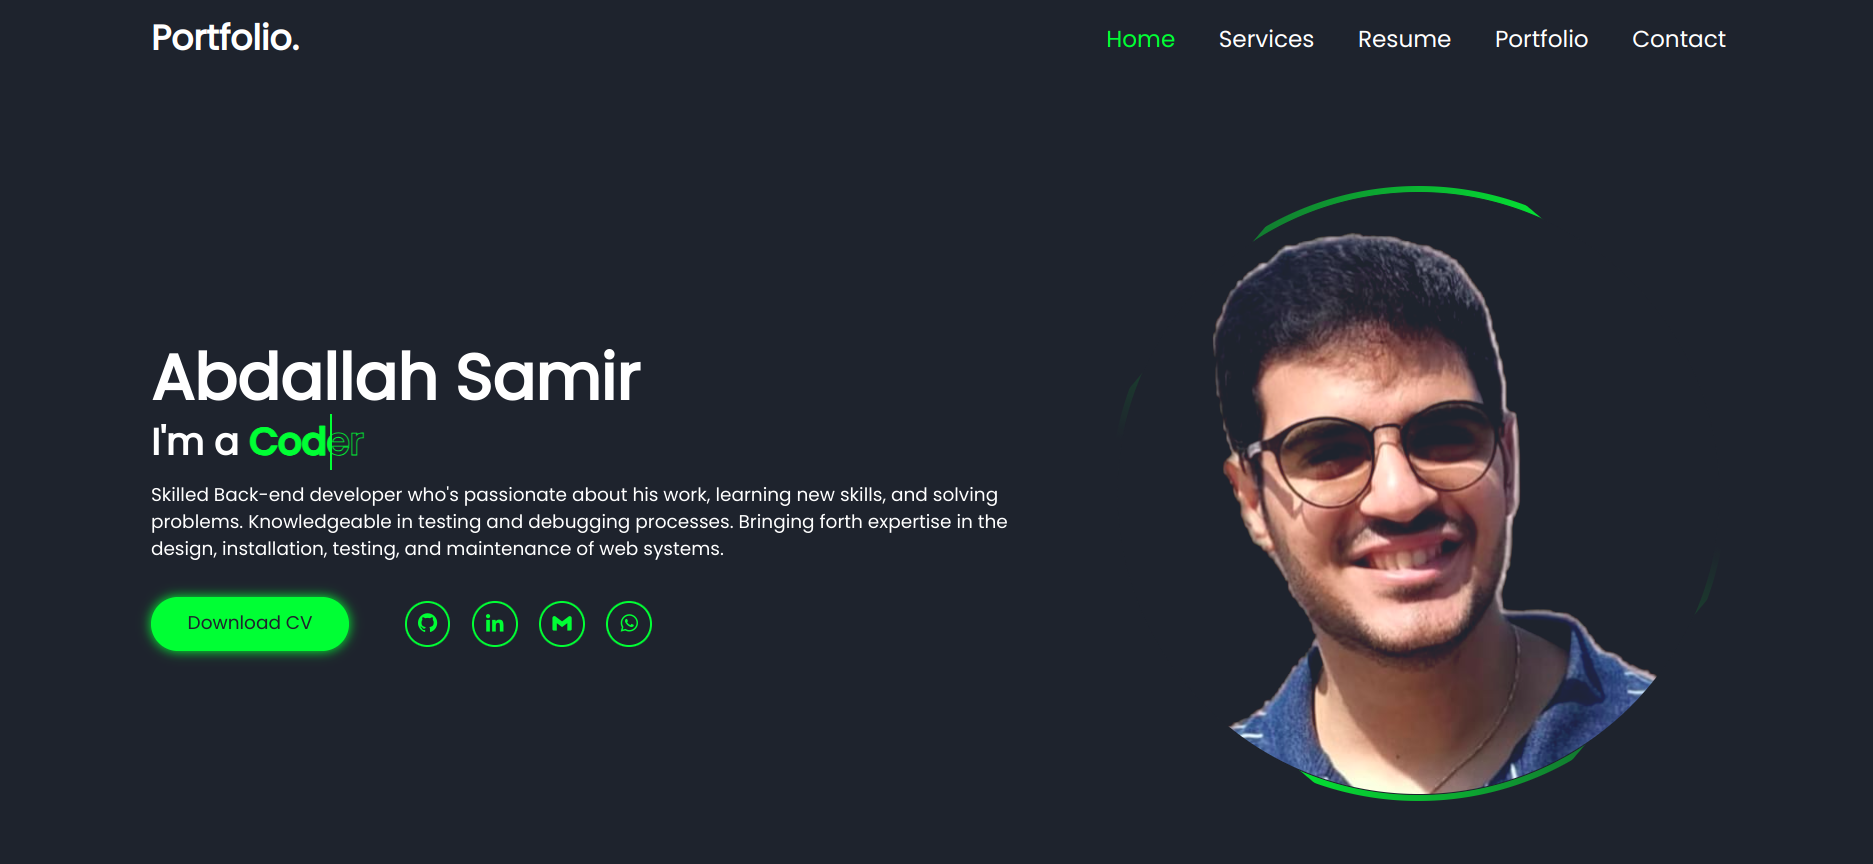 Portfolio.
Home Services Resume Portfolio Contact
Abdallah Samir
I'm a Coder
Skilled Back-end developer who's passionate about his work, learning new skills, and solving
problems. Knowledgeable in testing and debugging processes. Bringing forth expertise in the
design, installation, testing, and maintenance of web systems.
Download CV
in